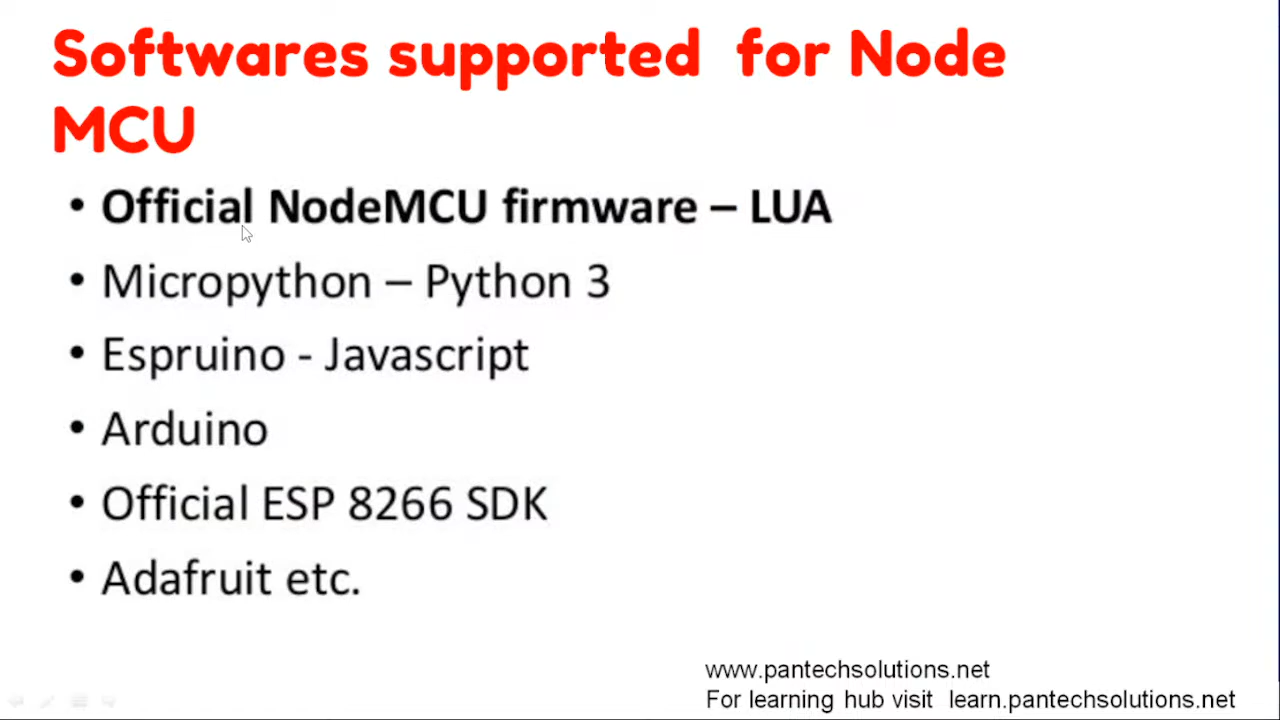 Softwares supported  for Node
MCU
• Official NodeMCU firmware – LUA
• Micropython – Python 3
• Espruino - Javascript
• Arduino
• Official ESP 8266 SDK
• Adafruit etc.
www.pantechsolutions.net
For learning hub visit  learn.pantechsolutions.net